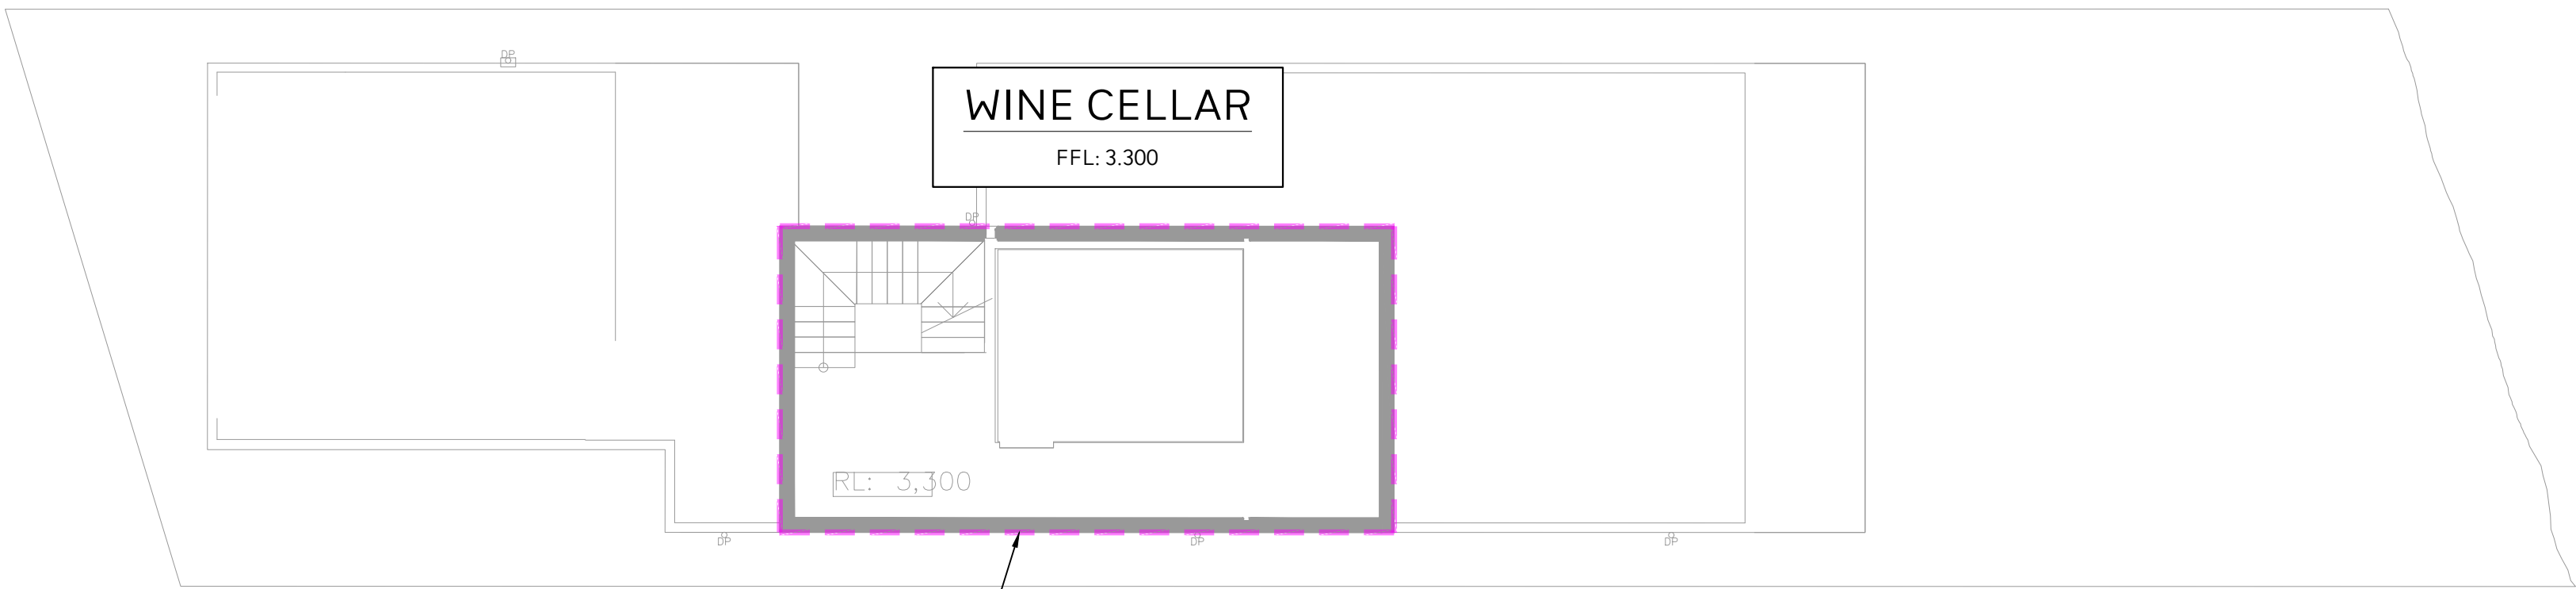 DP
WINE CELLAR
FFL: 3.300
DP
RL: 3,300
DP
DP
DP